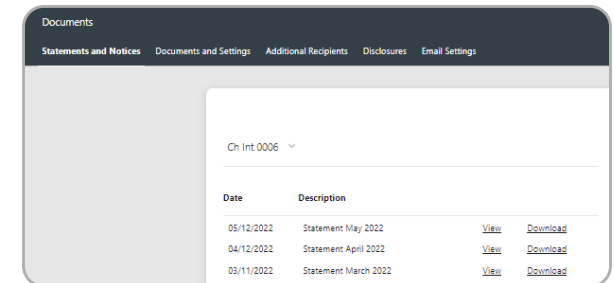 Documents
Statements and Notices Documents and Settings Additional Recipients Disclosures Email Settings
Ch Int 0006
Date Description
05/12/2022 Statement May 2022 View Download
04/12/2022 Statement April 2022 View Download
03/11/2022 Statement March 2022 View Download